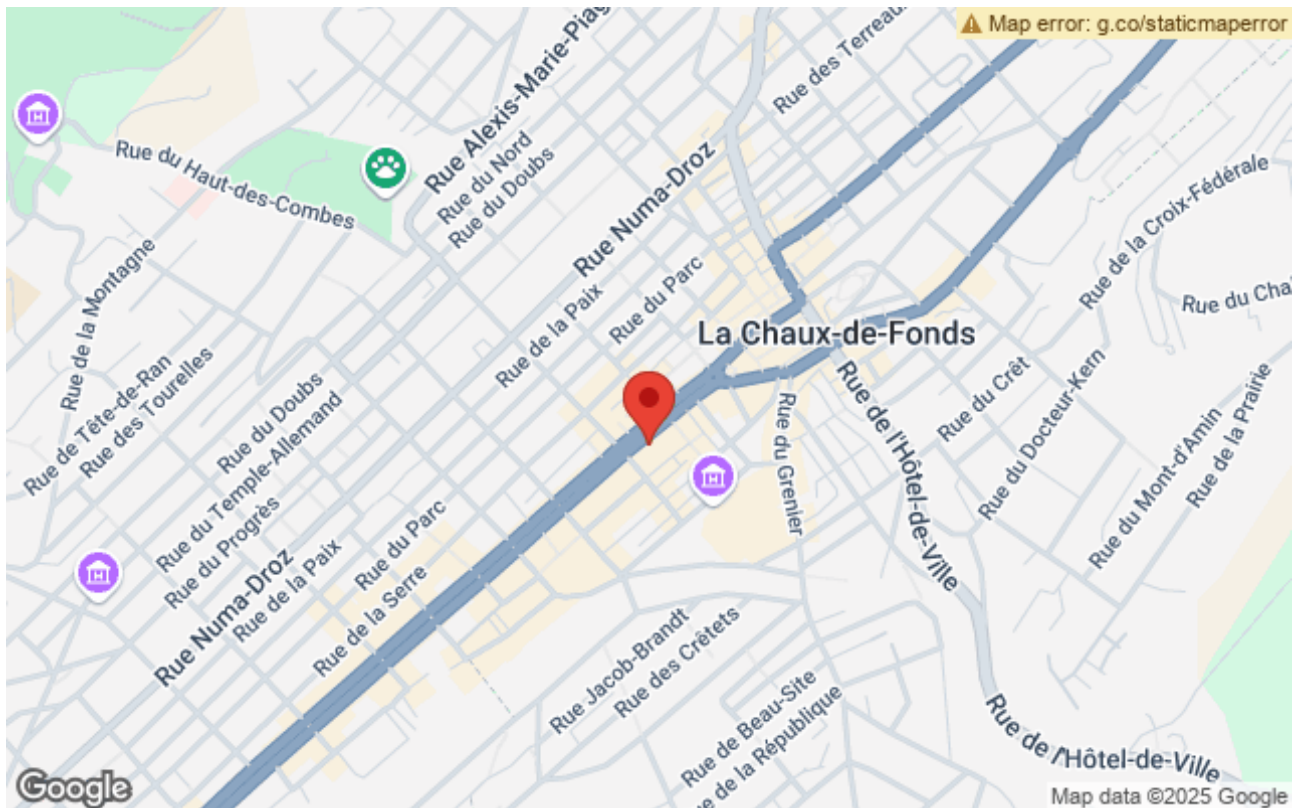 Map error: g.co/staticmaperror
Rue des Terreau
Rue Alexis-Marie-Piag
Rue du Nord
Rue du Doubs
Rue du Haut-des-Combes
Rue Numa-Droz
Rue de la Croix-Fédérale
Rue de la Montagne
Rue du Parc
Rue de la Paix
Rue du Cha
La Chaux-de-Fonds
Rue de Tête-de-Ran
Rue des Tourelles
Rue du Doubs
Rue du Temple-Allemand
Rue du Progrès
Rue du Grenier
Rue de l'Hôtel-de-Ville
Rue du Crêt
Rue du Docteur-Kern
Rue du Mont-d'Amin
Rue de la Prairie
Rue Numa-Droz
Rue de la Paix
Rue du Parc
Rue de la Serre
Rue Jacob-Brandt
Rue des Crêtets
Rue de Beau-Site
e de la République
Rue de l'Hôtel-de-Ville
Google
Map data ©2025 Google